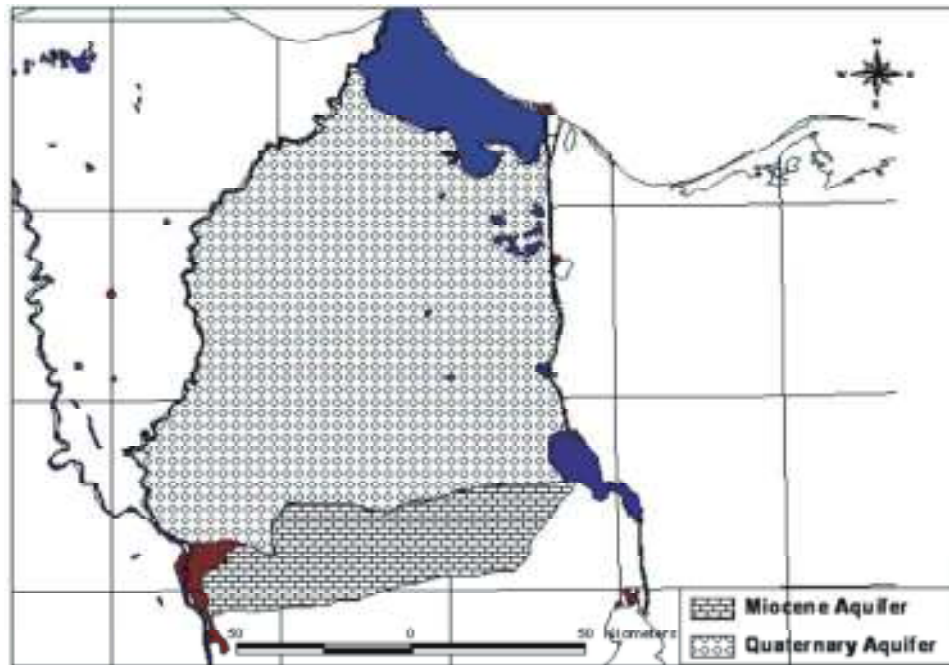 N
W E
S
Miocene Aquifer
Quaternary Aquifer
50 0 50 Kilometers